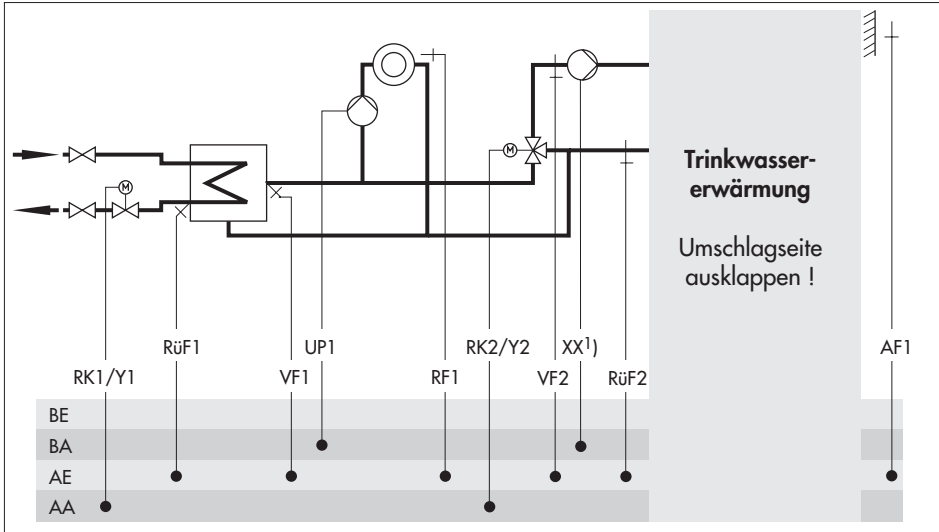 M
M
Trinkwasser-
erwärmung
Umschlagseite
ausklappen !
RüF1 UP1 RK2/Y2 XX1) AF1
RK1/Y1 VF1 RF1 VF2 RüF2
BE
BA
AE
AA